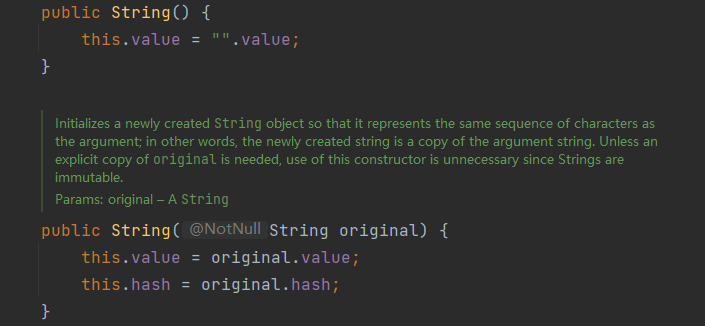 public String() {
this.value = "".value;
}
Initializes a newly created String object so that it represents the same sequence of characters as
the argument; in other words, the newly created string is a copy of the argument string. Unless an
explicit copy of original is needed, use of this constructor is unnecessary since Strings are
immutable.
Params: original – A String
public String( @NotNull String original) {
this.value = original.value;
this.hash = original.hash;
}